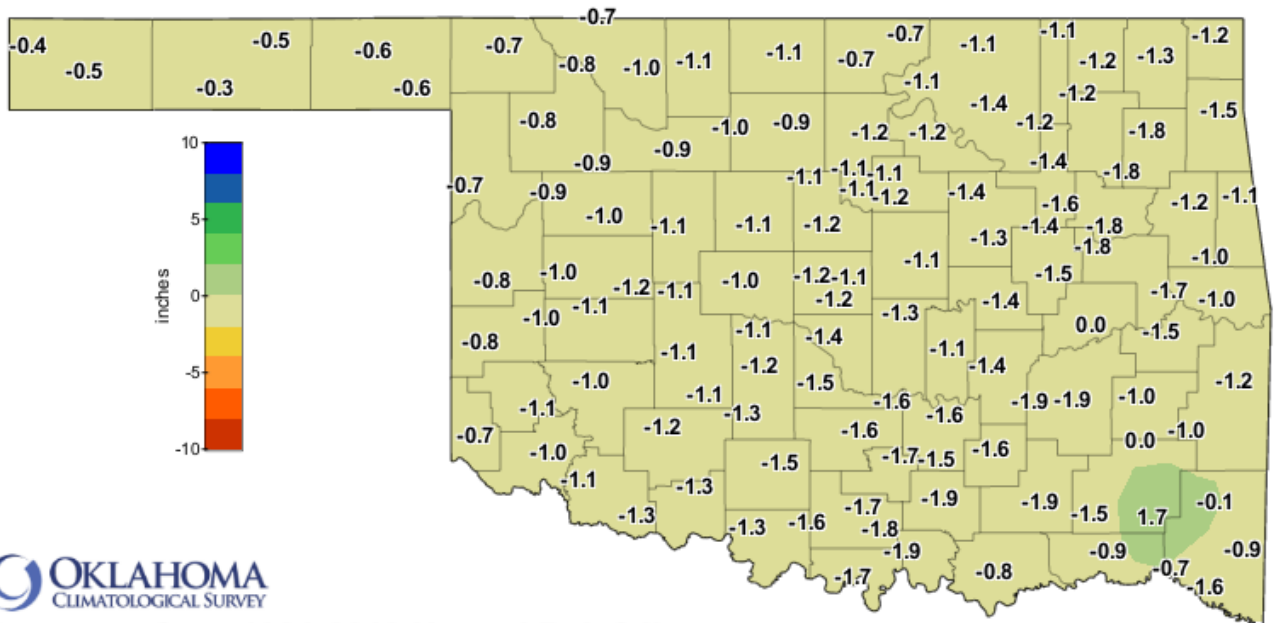 -0.7
-0.4 -0.5 -0.6 -0.7 -0.7 -1.1 -1.1 -1.2
-0.5 -0.8 -1.0 -1.1 -1.1 -0.7 -1.2 -1.3
-0.3 -0.6 -1.1 -1.2
-0.8 -1.0 -0.9 -1.2 -1.2 -1.4 -1.2 -1.8 -1.5
-0.9 -0.9 -1.4 -1.8
-0.7 -0.9 -1.1 -1.1 -1.1 -1.1 -1.2 -1.4
-1.0 -1.1 -1.1 -1.2 -1.6 -1.4 -1.8 -1.2 -1.1
-1.3 -1.8 -1.0
-0.8 -1.0 -1.2 -1.1 -1.0 -1.2 -1.1 -1.1 -1.5 -1.7
-1.0 -1.1 -1.2 -1.3 -1.4 -1.0
-0.8 -1.1 -1.4 0.0 -1.5
-1.1 -1.2 -1.1 -1.4
-1.0 -1.1 -1.5 -1.2
-1.1 -1.3 -1.6 -1.6 -1.9 -1.9 -1.0
-0.7 -1.2 -1.6 0.0 -1.0
-1.0 -1.5 -1.7 -1.5 -1.6
-1.1 -1.3 -1.7 -1.9 -1.9 -0.1
-1.3 -1.3 -1.6 -1.8 -1.5 1.7
-1.9 -0.9 -0.9
-1.7 -0.8 -0.7
-1.6
10
5
0
-5
-10
inches
OKLAHOMA
CLIMATOLOGICAL SURVEY